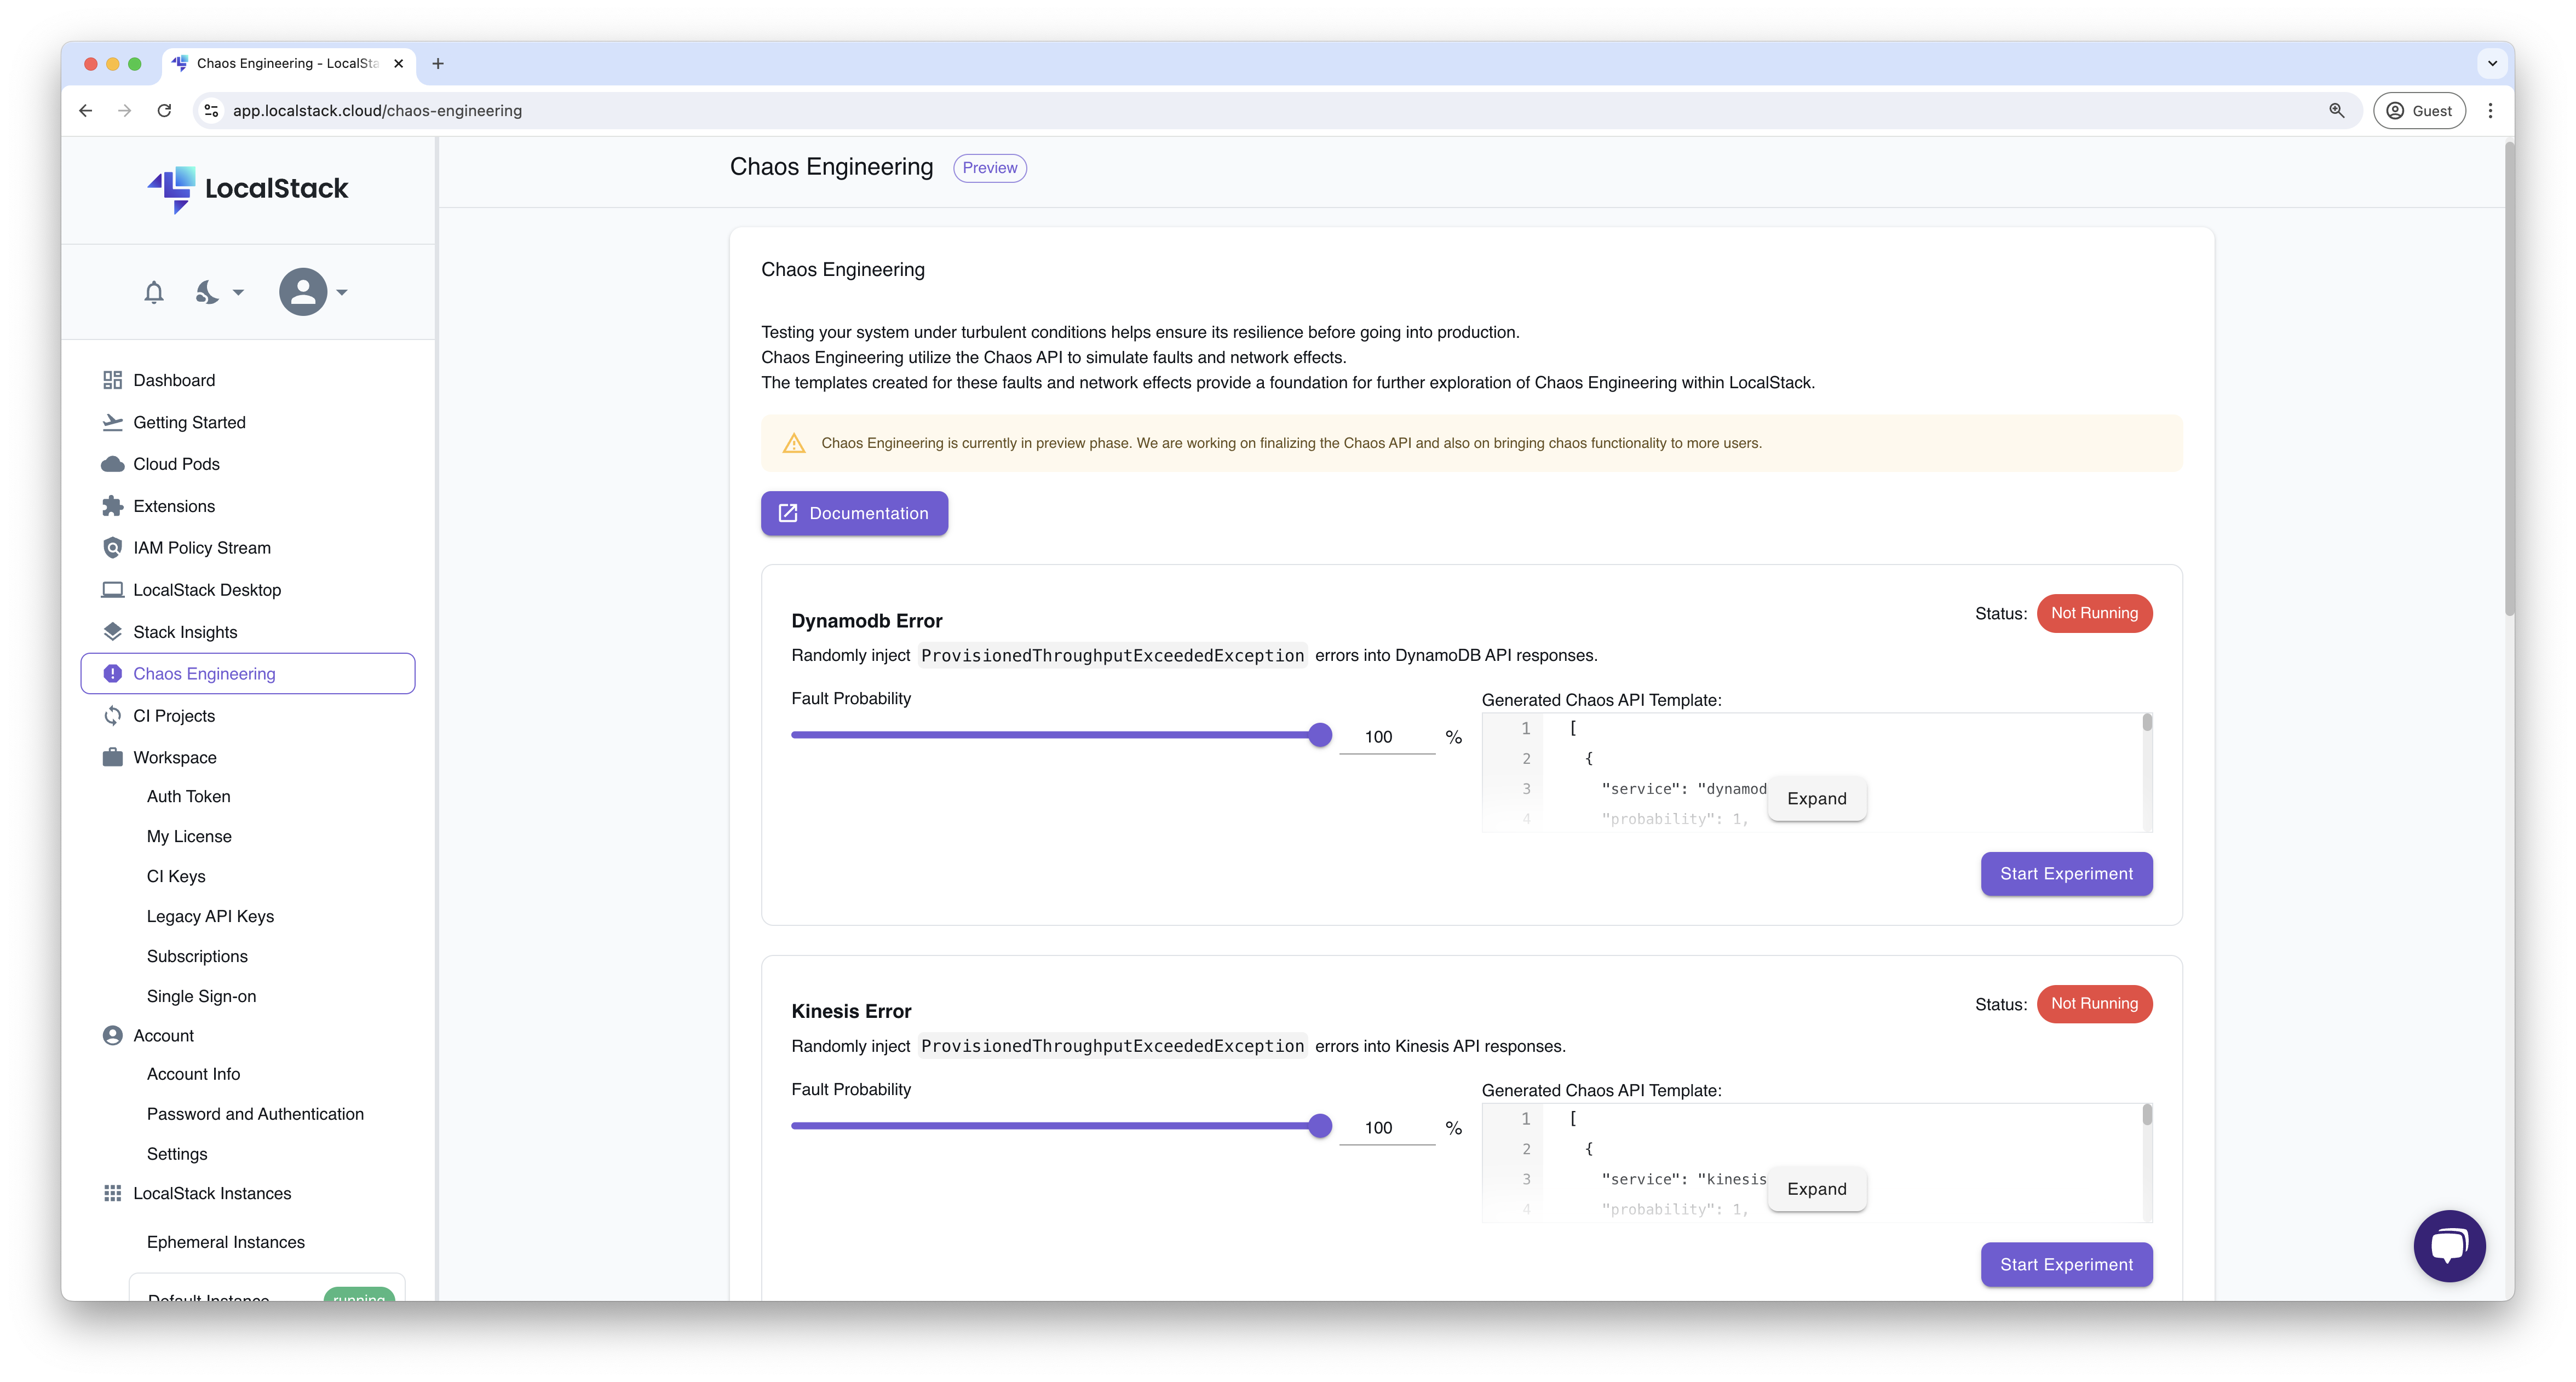 Chaos Engineering - LocalSta
app.localstack.cloud/chaos-engineering
Guest
LocalStack
Dashboard
Getting Started
Cloud Pods
Extensions
IAM Policy Stream
LocalStack Desktop
Stack Insights
Chaos Engineering
CI Projects
Workspace
Auth Token
My License
CI Keys
Legacy API Keys
Subscriptions
Single Sign-on
Account
Account Info
Password and Authentication
Settings
LocalStack Instances
Ephemeral Instances
Default Instance running
Chaos Engineering Preview
Chaos Engineering
Testing your system under turbulent conditions helps ensure its resilience before going into production.
Chaos Engineering utilize the Chaos API to simulate faults and network effects.
The templates created for these faults and network effects provide a foundation for further exploration of Chaos Engineering within LocalStack.
Chaos Engineering is currently in preview phase. We are working on finalizing the Chaos API and also on bringing chaos functionality to more users.
Documentation
Dynamodb Error
Status: Not Running
Randomly inject ProvisionedThroughputExceededException errors into DynamoDB API responses.
Fault Probability
100 %
Generated Chaos API Template:
1 [
2 {
3 "service": "dynamod
4 "probability": 1,
Expand
Start Experiment
Kinesis Error
Status: Not Running
Randomly inject ProvisionedThroughputExceededException errors into Kinesis API responses.
Fault Probability
100 %
Generated Chaos API Template:
1 [
2 {
3 "service": "kinesis
4 "probability": 1,
Expand
Start Experiment